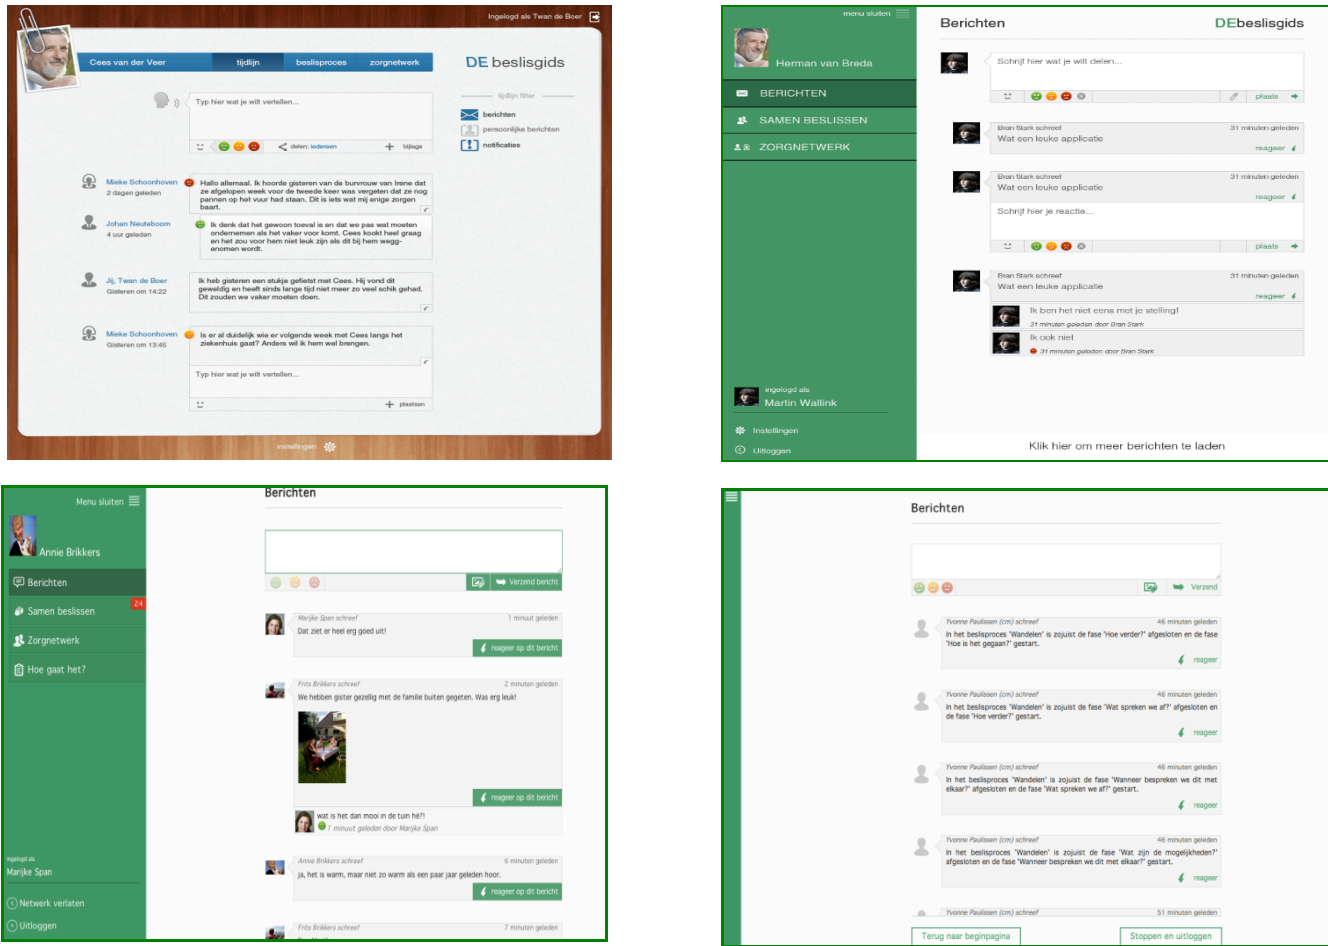 Ingelogd als Twan de Boer
Cees van der Veer
tijdlijn
beslisproces
zorgnetwerk
DE beslisgids
Typ hier wat je wilt vertellen...
delen: iedereen
bijlage
tijdlijn filter
berichten
persoonlijke berichten
notificaties
Mieke Schoonhoven
2 dagen geleden
Hallo allemaal. Ik hoorde gisteren van de burvrouw van Irene dat
ze afgelopen week voor de tweede keer was vergeten dat ze nog
pannen op het vuur had staan. Dit is iets wat mij enige zorgen
baart.
Johan Neuteboom
4 uur geleden
Ik denk dat het gewoon toeval is en dat we pas wat moeten
ondernemen als het vaker voor komt. Cees kookt heel graag
en het zou voor hem niet leuk zijn als dit bij hem wegg-
enomen wordt.
Jij, Twan de Boer
Gisteren om 14:22
Ik heb gisteren een stukje gefietst met Cees. Hij vond dit
geweldig en heeft sinds lange tijd niet meer zo veel schik gehad.
Dit zouden we vaker moeten doen.
Mieke Schoonhoven
Gisteren om 13:45
Is er al duidelijk wie er volgende week met Cees langs het
ziekenhuis gaat? Anders wil ik hem wel brengen.
Typ hier wat je wilt vertellen...
plaatsen
instellingen
menu sluiten
Herman van Breda
BERICHTEN
SAMEN BESLISSEN
ZORGNETWERK
ingelogd als
Martin Wallink
Instellingen
Uitloggen
Berichten
DEbeslisgids
Schrijf hier wat je wilt delen...
plaats
Bran Stark schreef
31 minuten geleden
Wat een leuke applicatie
reageer
Bran Stark schreef
31 minuten geleden
Wat een leuke applicatie
reageer
Schrijf hier je reactie...
plaats
Bran Stark schreef
31 minuten geleden
Wat een leuke applicatie
reageer
Ik ben het niet eens met je stelling!
31 minuten geleden door Bran Stark
Ik ook niet
31 minuten geleden door Bran Stark
Klik hier om meer berichten te laden
Menu sluiten
Annie Brikkers
Berichten
Samen beslissen
24
Zorgnetwerk
Hoe gaat het?
ingelogd als
Marijke Span
Netwerk verlaten
Uitloggen
Berichten
Verzend bericht
Marijke Span schreef
1 minuut geleden
Dat ziet er heel erg goed uit!
reageer op dit bericht
Frits Brikkers schreef
2 minuten geleden
We hebben gister gezellig met de familie buiten gegeten. Was erg leuk!
reageer op dit bericht
wat is het dan mooi in de tuin hè?!
1 minuut geleden door Marijke Span
Annie Brikkers schreef
6 minuten geleden
ja, het is warm, maar niet zo warm als een paar jaar geleden hoor.
reageer op dit bericht
Frits Brikkers schreef
7 minuten geleden
Berichten
Verzend
Yvonne Paulissen (cm) schreef
46 minuten geleden
In het beslisproces 'Wandelen' is zojuist de fase 'Hoe verder?' afgesloten en de fase
'Hoe is het gegaan?' gestart.
reageer
Yvonne Paulissen (cm) schreef
46 minuten geleden
In het beslisproces 'Wandelen' is zojuist de fase 'Wat spreken we af?' afgesloten en
de fase 'Hoe verder?' gestart.
reageer
Yvonne Paulissen (cm) schreef
46 minuten geleden
In het beslisproces 'Wandelen' is zojuist de fase 'Wanneer bespreken we dit met
elkaar?' afgesloten en de fase 'Wat spreken we af?' gestart.
reageer
Yvonne Paulissen (cm) schreef
46 minuten geleden
In het beslisproces 'Wandelen' is zojuist de fase 'Wat zijn de mogelijkheden?'
afgesloten en de fase 'Wanneer bespreken we dit met elkaar?' gestart.
reageer
Yvonne Paulissen (cm) schreef
51 minuten geleden
Terug naar beginpagina
Stoppen en uitloggen